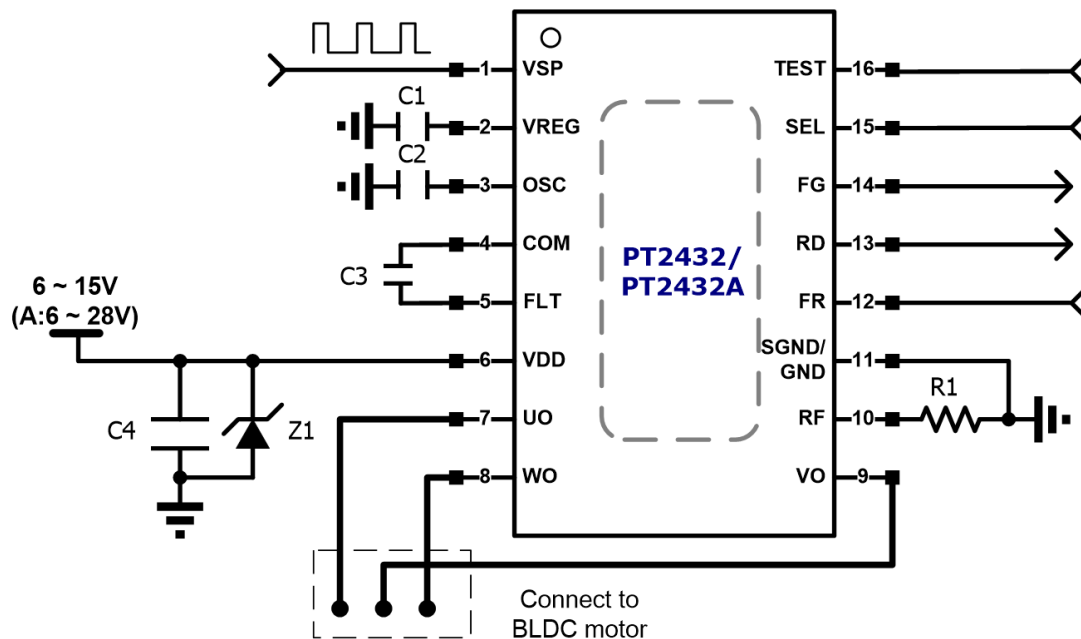 1 VSP
TEST 16
C1
2 VREG
SEL 15
C2
3 OSC
FG 14
4 COM
RD 13
C3
PT2432/
PT2432A
6 ~ 15V
(A:6 ~ 28V)
5 FLT
FR 12
6 VDD
SGND/
GND
11
R1
C4
Z1
7 UO
RF 10
8 WO
VO 9
Connect to
BLDC motor